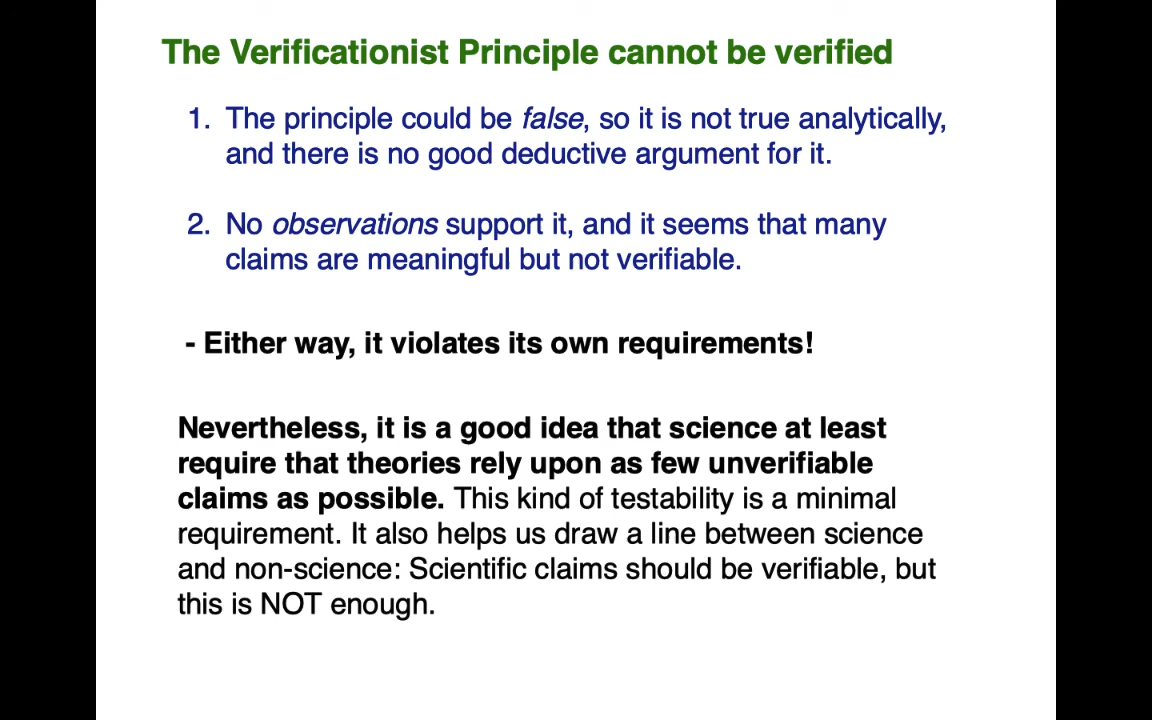 The Verificationist Principle cannot be verified
1. The principle could be false, so it is not true analytically,
and there is no good deductive argument for it.
2. No observations support it, and it seems that many
claims are meaningful but not verifiable.
- Either way, it violates its own requirements!
Nevertheless, it is a good idea that science at least
require that theories rely upon as few unverifiable
claims as possible. This kind of testability is a minimal
requirement. It also helps us draw a line between science
and non-science: Scientific claims should be verifiable, but
this is NOT enough.